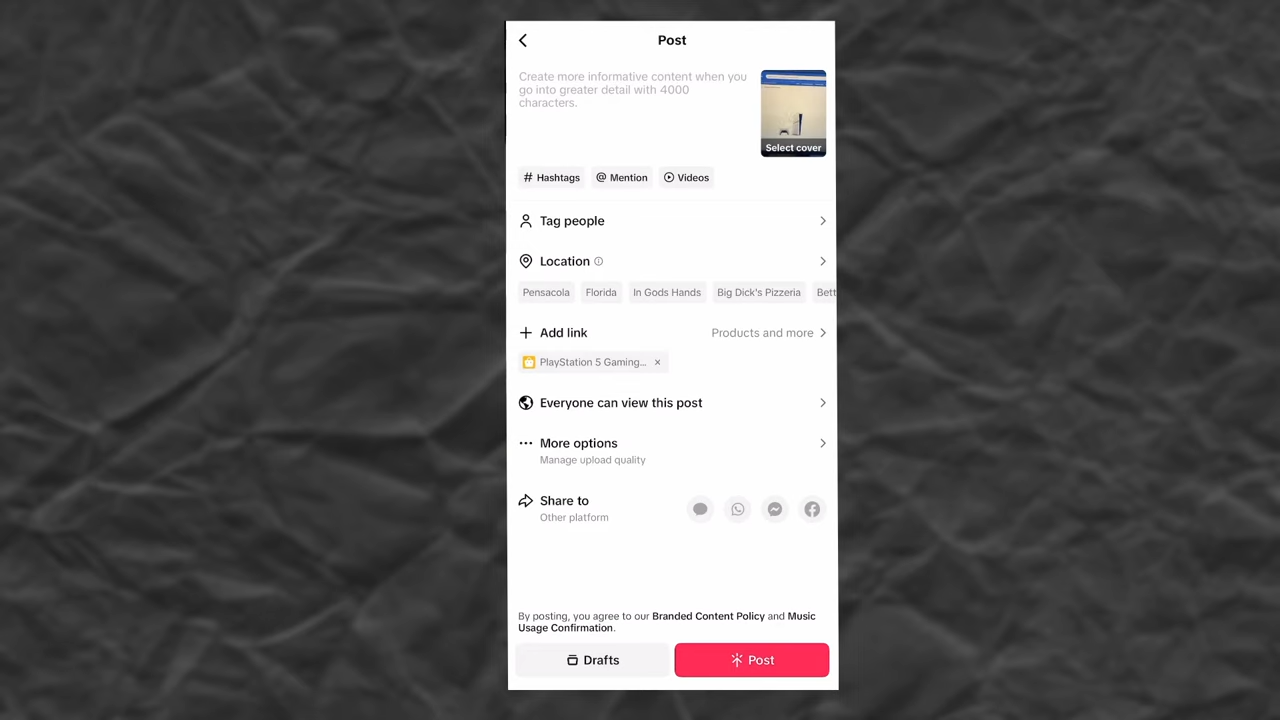 Post
Create more informative content when you
go into greater detail with 4000
characters.
Select cover
# Hashtags
@ Mention
Videos
Tag people
Location
Pensacola
Florida
In Gods Hands
Big Dick's Pizzeria
Bett
+ Add link
Products and more
PlayStation 5 Gaming... ×
Everyone can view this post
More options
Manage upload quality
Share to
Other platform
By posting, you agree to our Branded Content Policy and Music
Usage Confirmation.
Drafts
Post